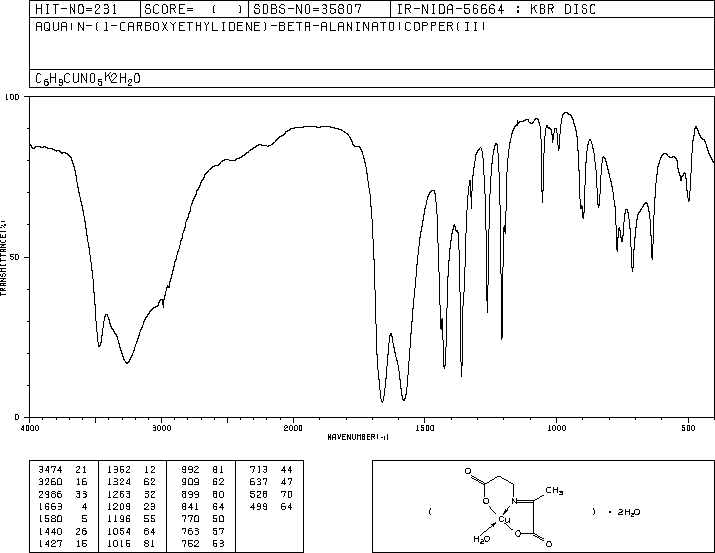 HIT-NO=231 SCORE= ( ) SDBS-NO=35807 IR-NIDA-56664 : KBR DISC
AQUA(N-(1-CARBOXYETHYLIDENE)-BETA-ALANINATO)COPPER(II)
C6H9CUNO5K2H2O
100
50
0
TRANSMITTANCE(%)
4000 3500 3000 2000 1500 1000 500
WAVENUMBER(-1)
3474 21 1362 12 992 81 713 44
3260 16 1324 62 909 62 637 47
2986 33 1263 32 899 60 528 70
1663 4 1209 23 841 64 499 64
1580 5 1196 55 770 50
1440 26 1054 64 763 57
1427 15 1016 81 752 53
O
O N CH3
( Cu ) • 2H2O
H2O O O